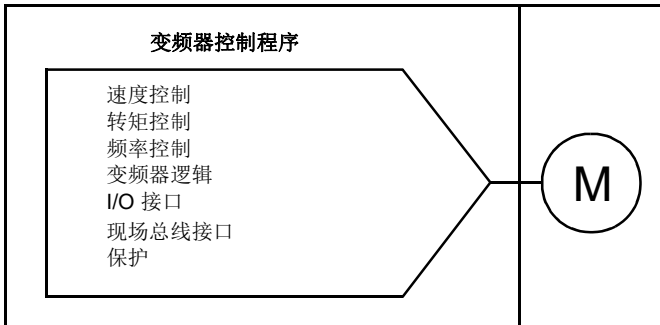 变频器控制程序
速度控制
转矩控制
频率控制
变频器逻辑
I/O 接口
现场总线接口
保护
M